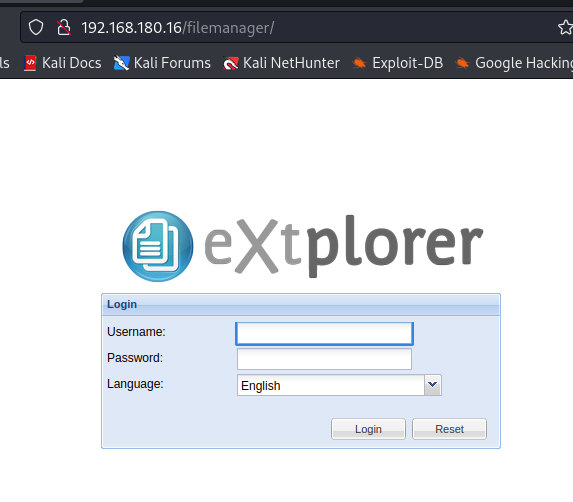 192.168.180.16/filemanager/
ls Kali Docs Kali Forums Kali NetHunter Exploit-DB Google Hacking
eXtplorer
Login
Username:
Password:
Language: English
Login Reset